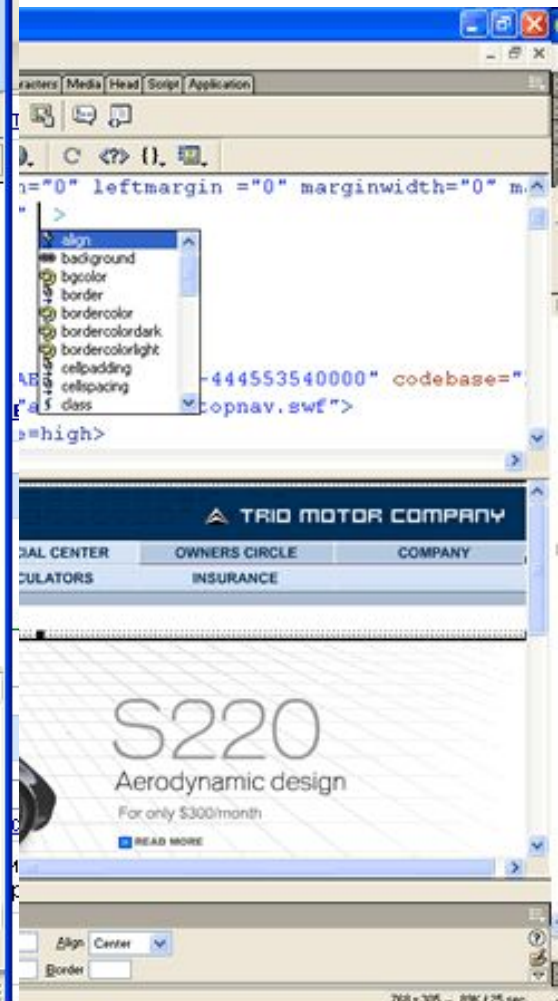 aracters Media Head Script Application
n="0" leftmargin ="0" marginwidth="0" m
" >
align
background
bgcolor
border
bordercolor
bordercolordark
bordercolorlight
cellpadding
cellspacing
class
-444553540000" codebase="
topnav.swf">
e=high>
TRIO MOTOR COMPANY
IAL CENTER OWNERS CIRCLE COMPANY
CULATORS INSURANCE
S220
Aerodynamic design
For only $300/month
READ MORE
Align Center
Border